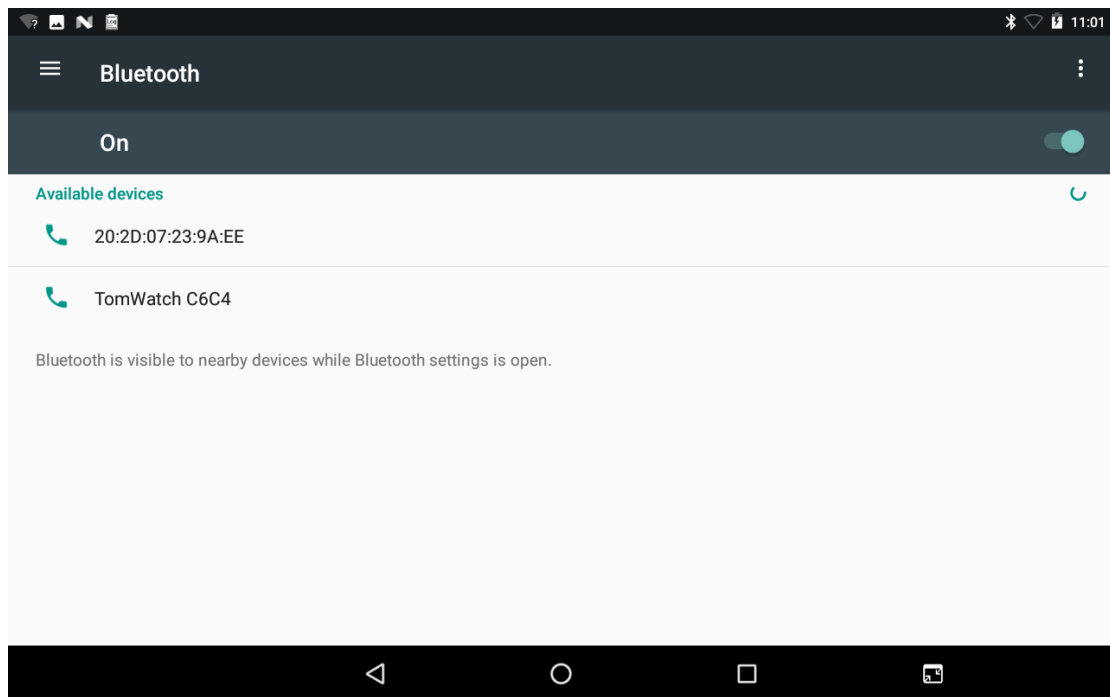 11:01
Bluetooth
On
Available devices
20:2D:07:23:9A:EE
TomWatch C6C4
Bluetooth is visible to nearby devices while Bluetooth settings is open.